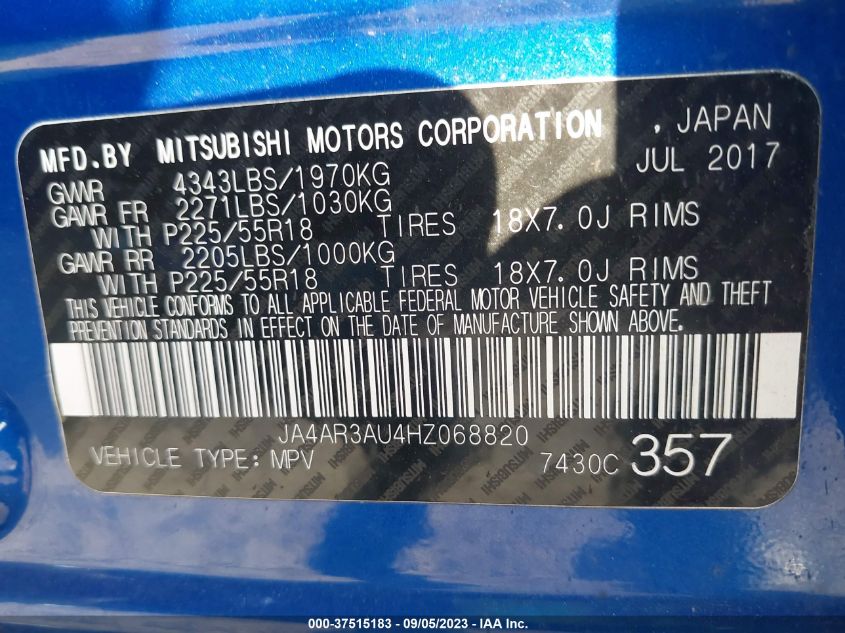 MFD.BY MITSUBISHI MOTORS CORPORATION , JAPAN
GVWR 4343LBS/1970KG JUL 2017
GAWR FR 2271LBS/1030KG
WITH P225/55R18 TIRES 18X7.0J RIMS
GAWR RR 2205LBS/1000KG
WITH P225/55R18 TIRES 18X7.0J RIMS
THIS VEHICLE CONFORMS TO ALL APPLICABLE FEDERAL MOTOR VEHICLE SAFETY AND THEFT
PREVENTION STANDARDS IN EFFECT ON THE DATE OF MANUFACTURE SHOWN ABOVE.
JA4AR3AU4HZ068820
VEHICLE TYPE: MPV 7430C 357
000-37515183 - 09/05/2023 - IAA Inc.